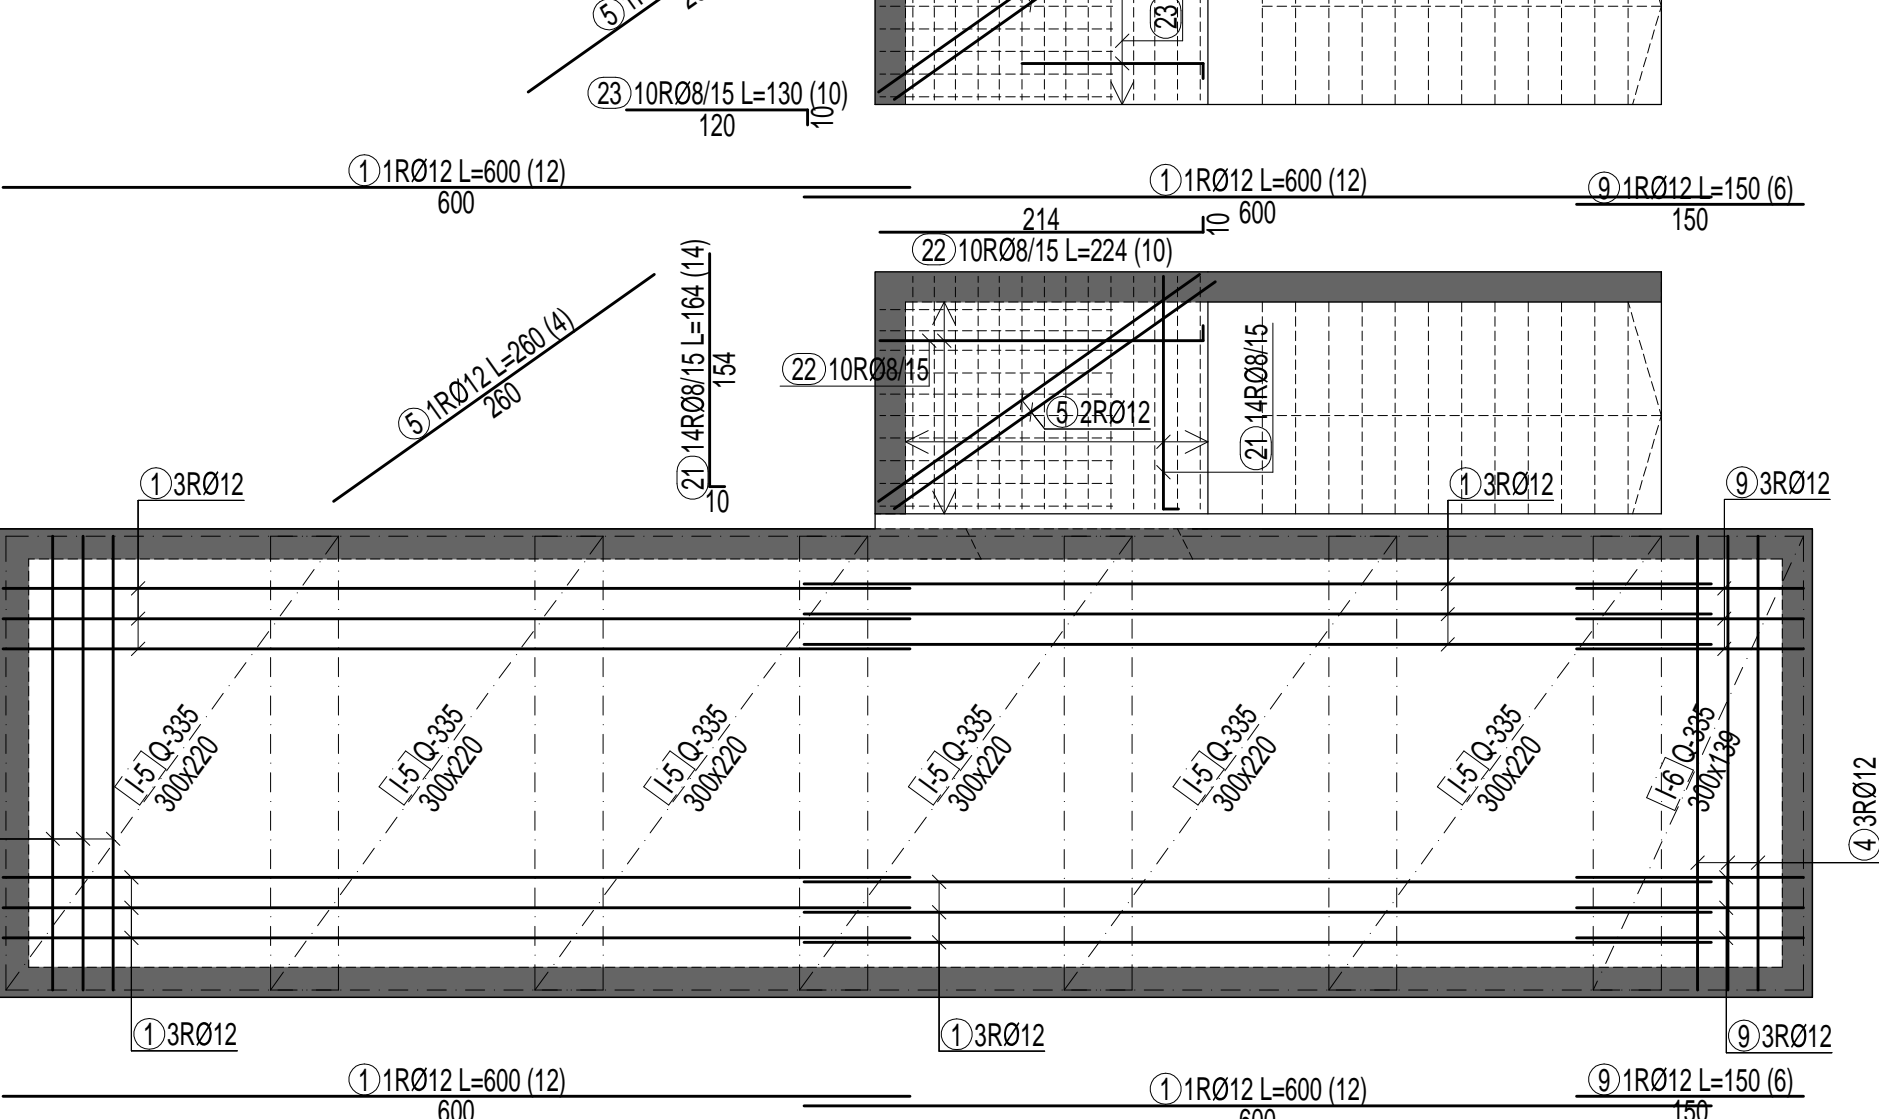 5
23
23 10RØ8/15 L=130 (10)
120
10
1 1RØ12 L=600 (12)
600
1 1RØ12 L=600 (12)
600
9 1RØ12 L=150 (6)
150
214
10
22 10RØ8/15 L=224 (10)
5 1RØ12 L=260 (4)
260
21 14RØ8/15 L=164 (14)
154
10
22 10RØ8/15
5 2RØ12
21 14RØ8/15
1 3RØ12
1 3RØ12
9 3RØ12
I-5 Q-335
300x220
I-5 Q-335
300x220
I-5 Q-335
300x220
I-5 Q-335
300x220
I-5 Q-335
300x220
I-5 Q-335
300x220
I-6 Q-335
300x139
4 3RØ12
1 3RØ12
1 3RØ12
9 3RØ12
1 1RØ12 L=600 (12)
600
1 1RØ12 L=600 (12)
600
9 1RØ12 L=150 (6)
150